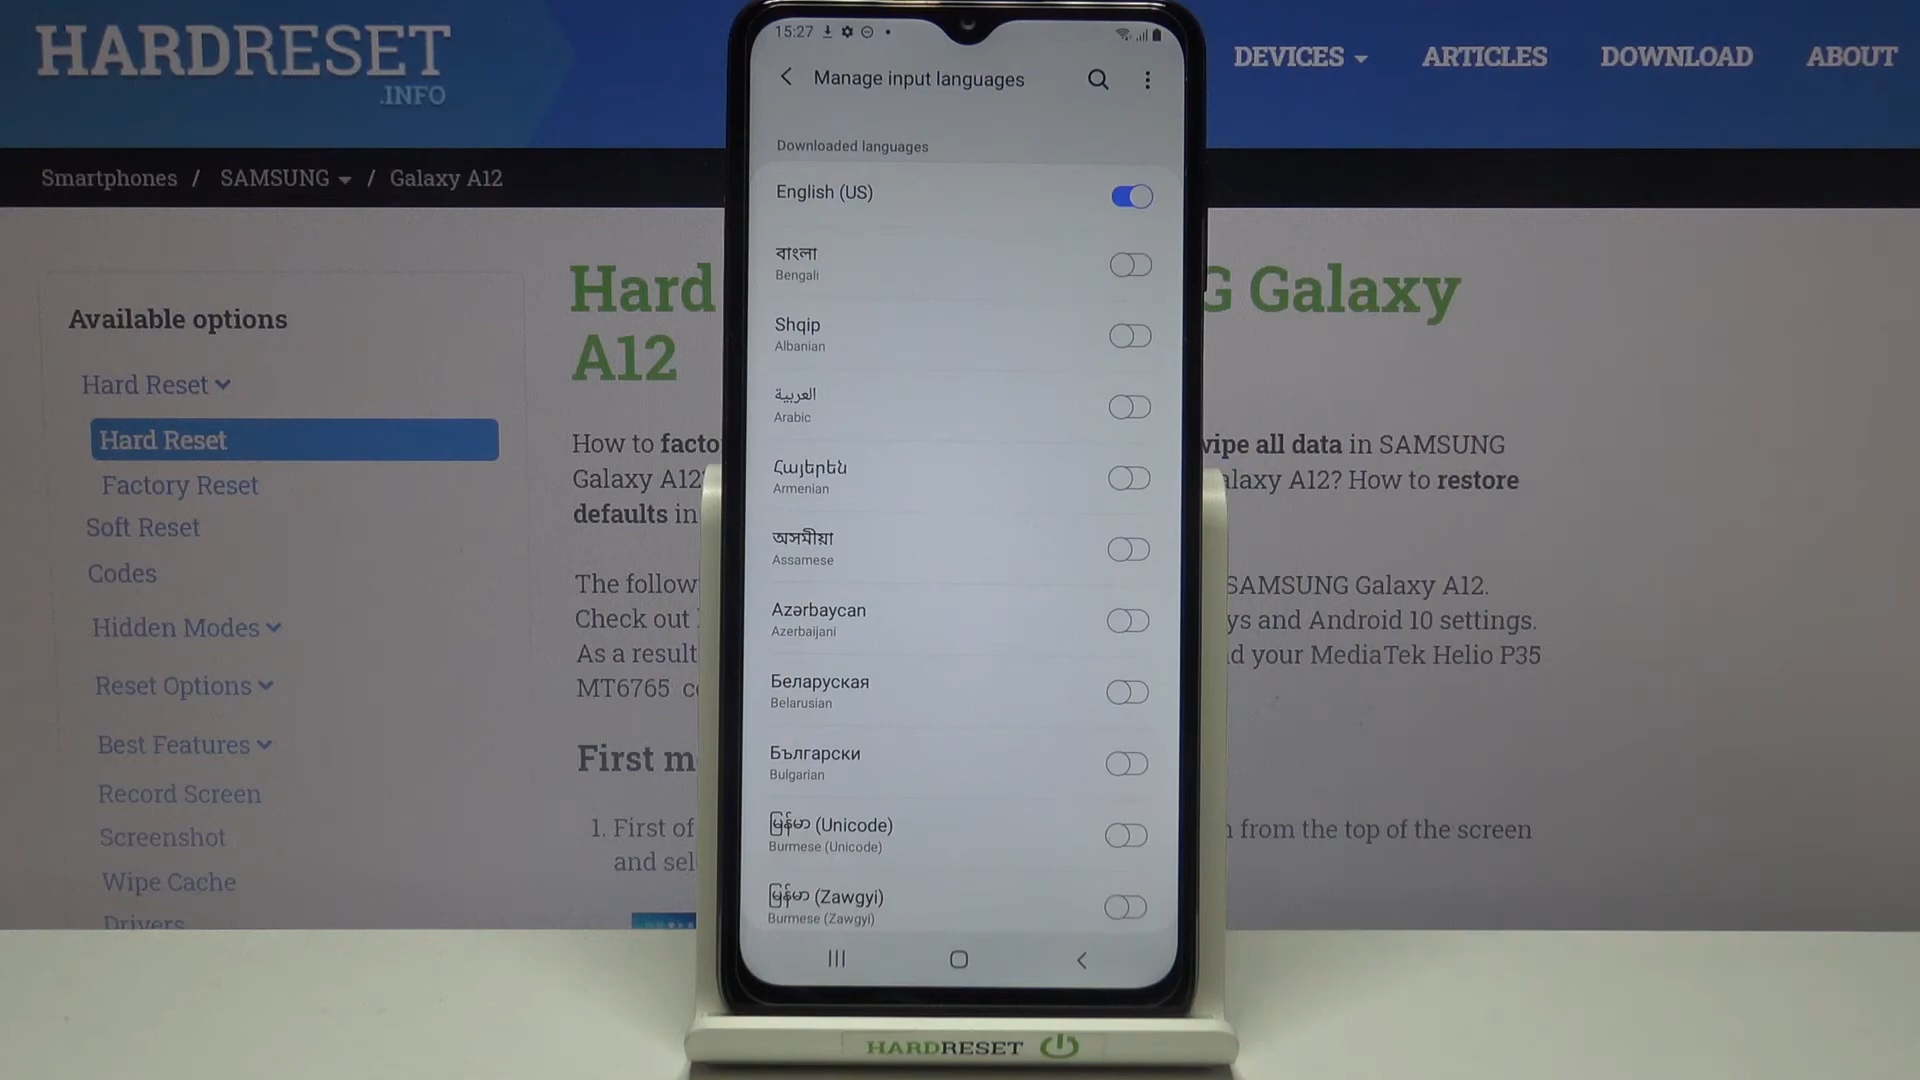 HARDRESET
.INFO
DEVICES
ARTICLES
DOWNLOAD
ABOUT
Smartphones / SAMSUNG / Galaxy A12
Available options
Hard Reset
Hard Reset
Factory Reset
Soft Reset
Codes
Hidden Modes
Reset Options
Best Features
Record Screen
Screenshot
Wipe Cache
Drivers
Hard G Galaxy
A12
How to facto wipe all data in SAMSUNG
Galaxy A12 alaxy A12? How to restore
defaults in
The follow SAMSUNG Galaxy A12.
Check out ys and Android 10 settings.
As a result d your MediaTek Helio P35
MT6765
First m
1. First of from the top of the screen
and sel
15:27
Manage input languages
Downloaded languages
English (US)
বাংলা
Bengali
Shqip
Albanian
العربية
Arabic
Հայերեն
Armenian
অসমীয়া
Assamese
Azərbaycan
Azerbaijani
Беларуская
Belarusian
Български
Bulgarian
မြန်မာ (Unicode)
Burmese (Unicode)
မြန်မာ (Zawgyi)
Burmese (Zawgyi)
HARDRESET